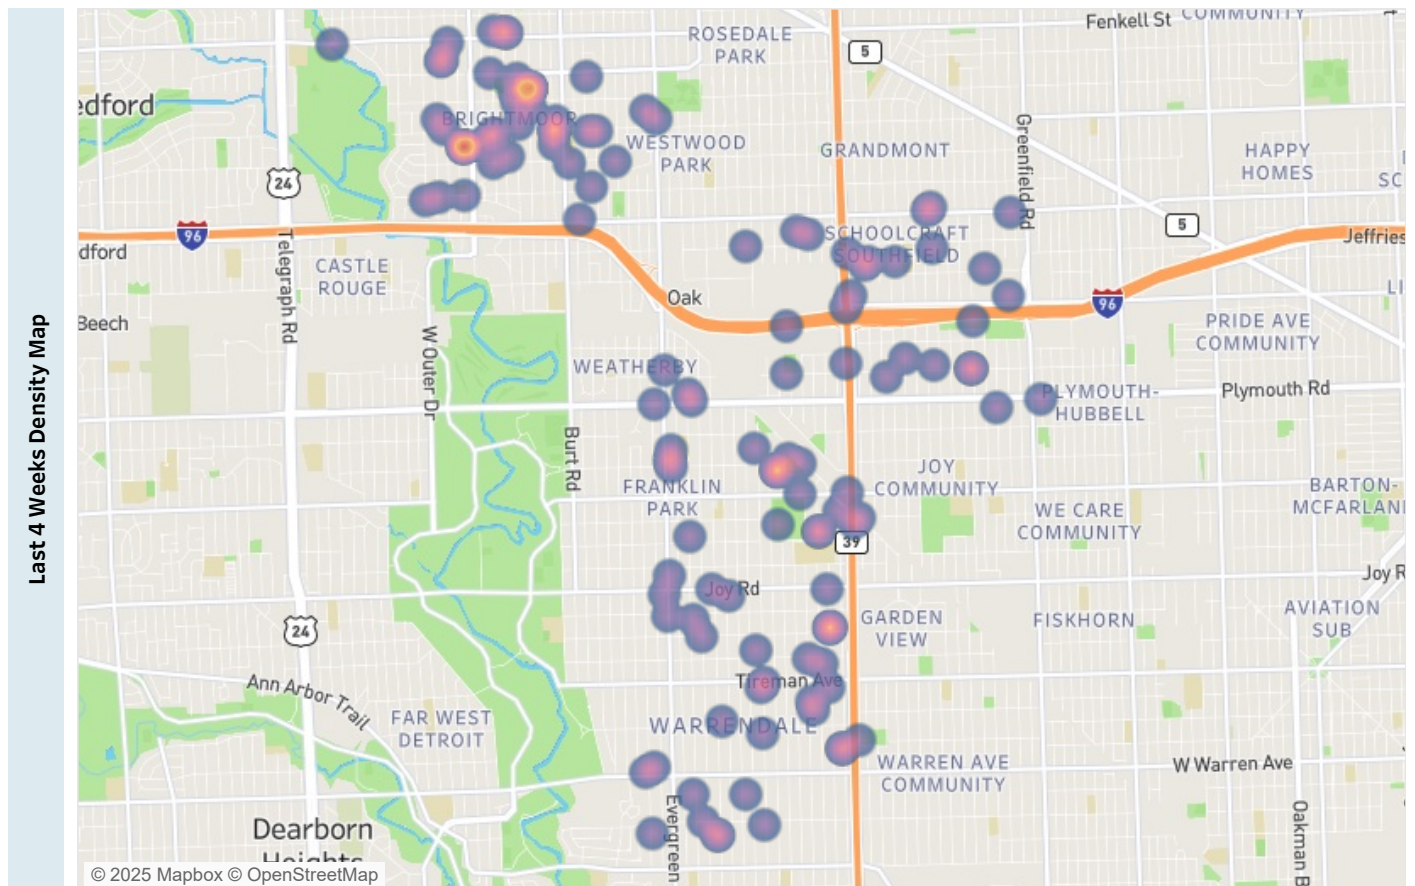 Last 4 Weeks Density Map
Fenkell St
COMMUNITY
ROSEDALE
PARK
5
edford
BRIGHTMOOR
WESTWOOD
PARK
GRANDMONT
Greenfield Rd
HAPPY
HOMES
SC
24
5
96
Jeffries
dford
Telegraph Rd
CASTLE
ROUGE
SCHOOLCRAFT
SOUTHFIELD
Oak
96
LI
Beech
W Outer Dr
PRIDE AVE
COMMUNITY
WEATHERBY
Plymouth Rd
PLYMOUTH-
HUBBELL
Burt Rd
FRANKLIN
PARK
JOY
COMMUNITY
BARTON-
MCFARLAN
WE CARE
COMMUNITY
39
Joy R
Joy Rd
GARDEN
VIEW
FISKHORN
AVIATION
SUB
24
Ann Arbor Trail
Tireman Ave
FAR WEST
DETROIT
WARRENDALE
WARREN AVE
COMMUNITY
W Warren Ave
Evergreen
Oakman B
Dearborn
Heights
© 2025 Mapbox © OpenStreetMap